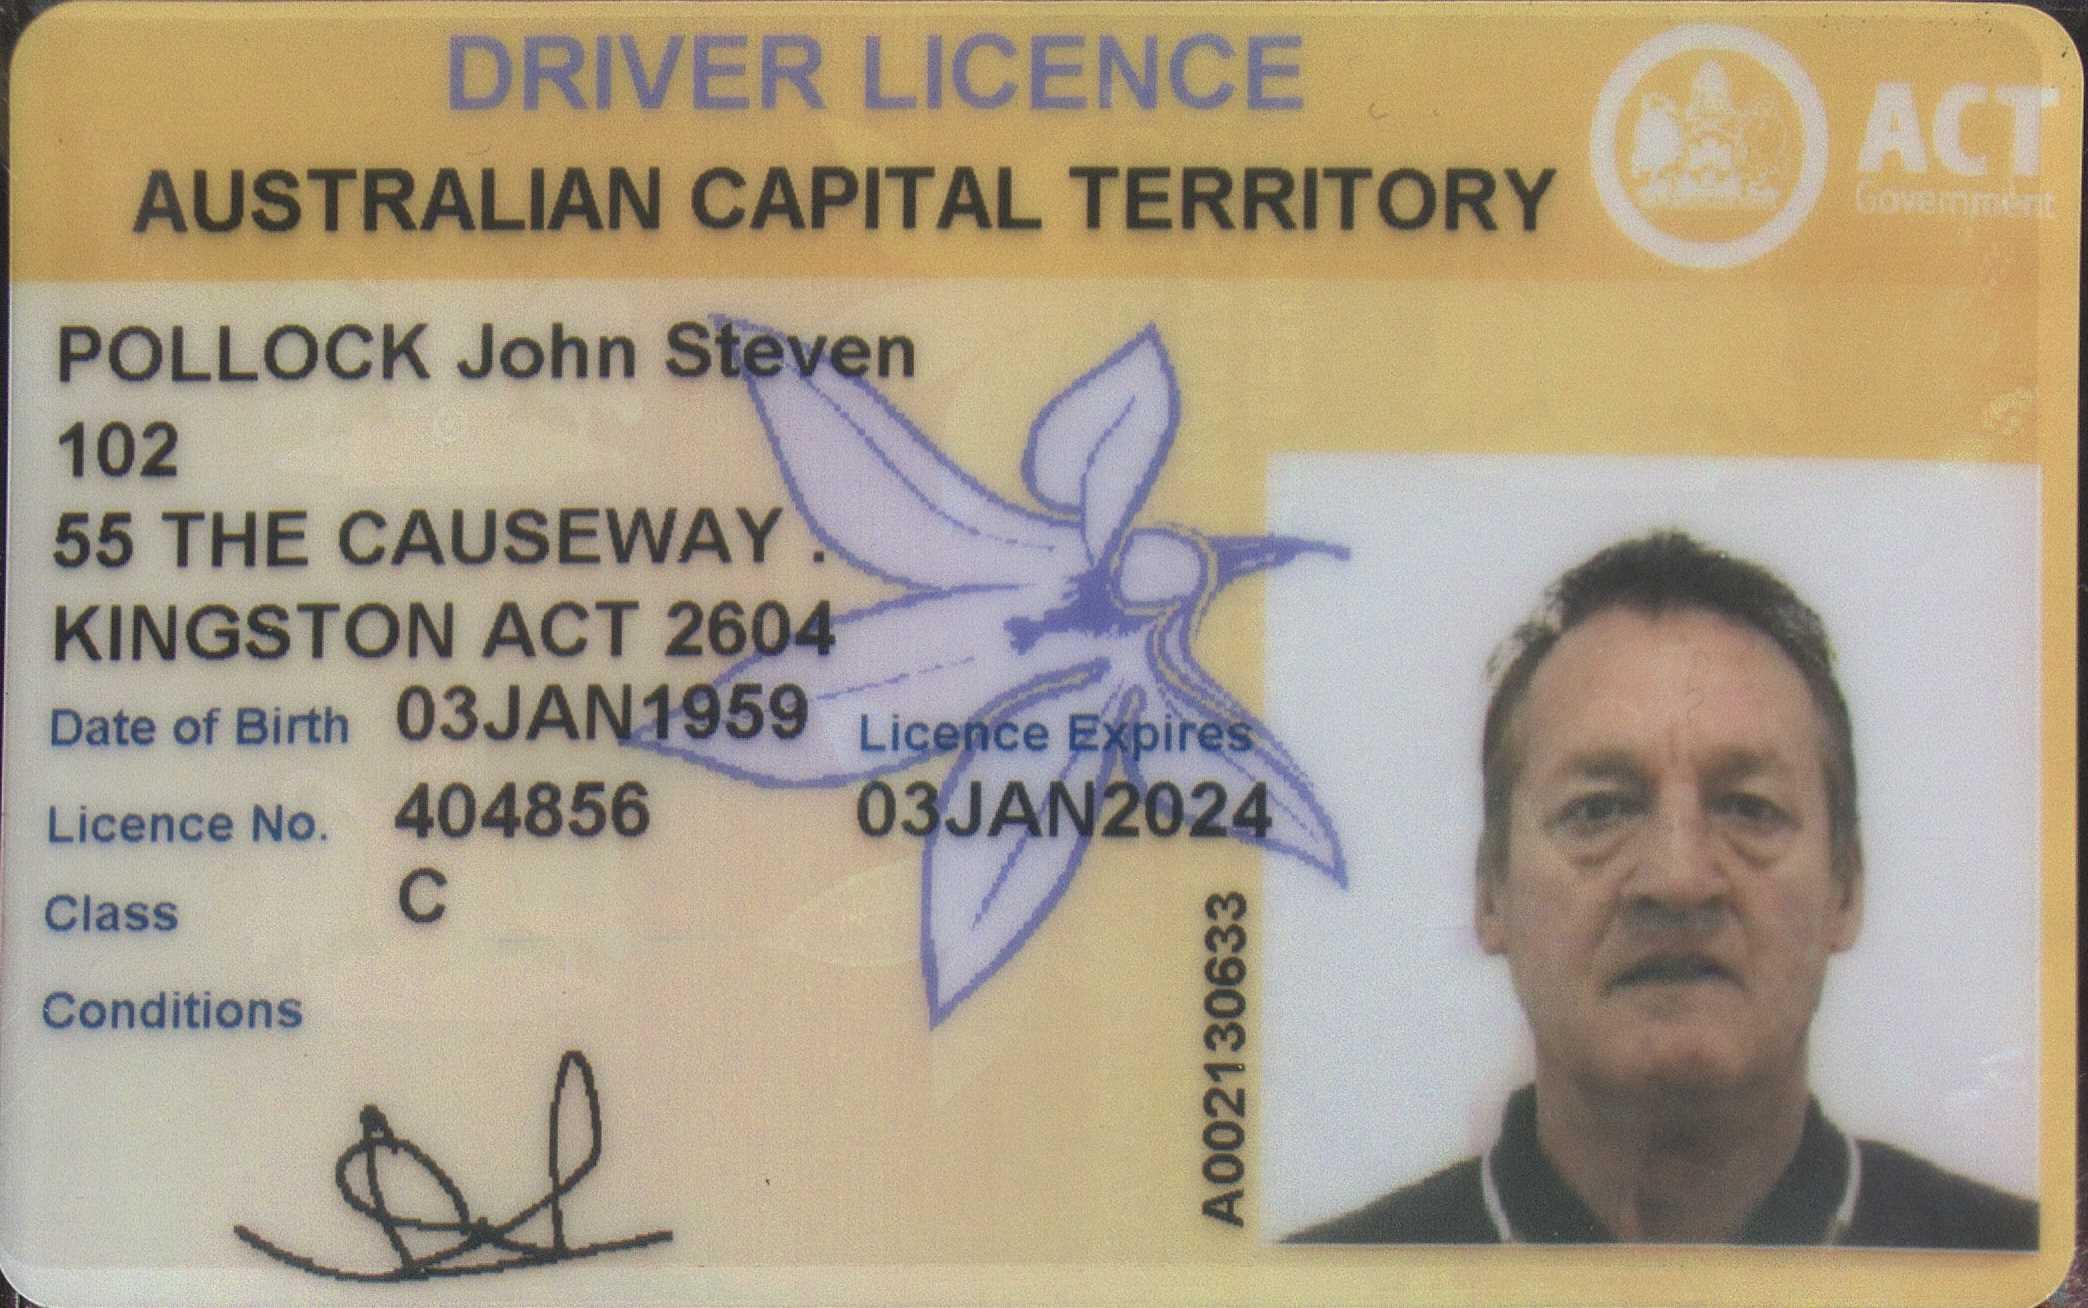 DRIVER LICENCE
AUSTRALIAN CAPITAL TERRITORY
ACT
Government
POLLOCK John Steven
102
55 THE CAUSEWAY .
KINGSTON ACT 2604
Date of Birth 03JAN1959
Licence Expires
Licence No. 404856
03JAN2024
Class C
Conditions
A002130633